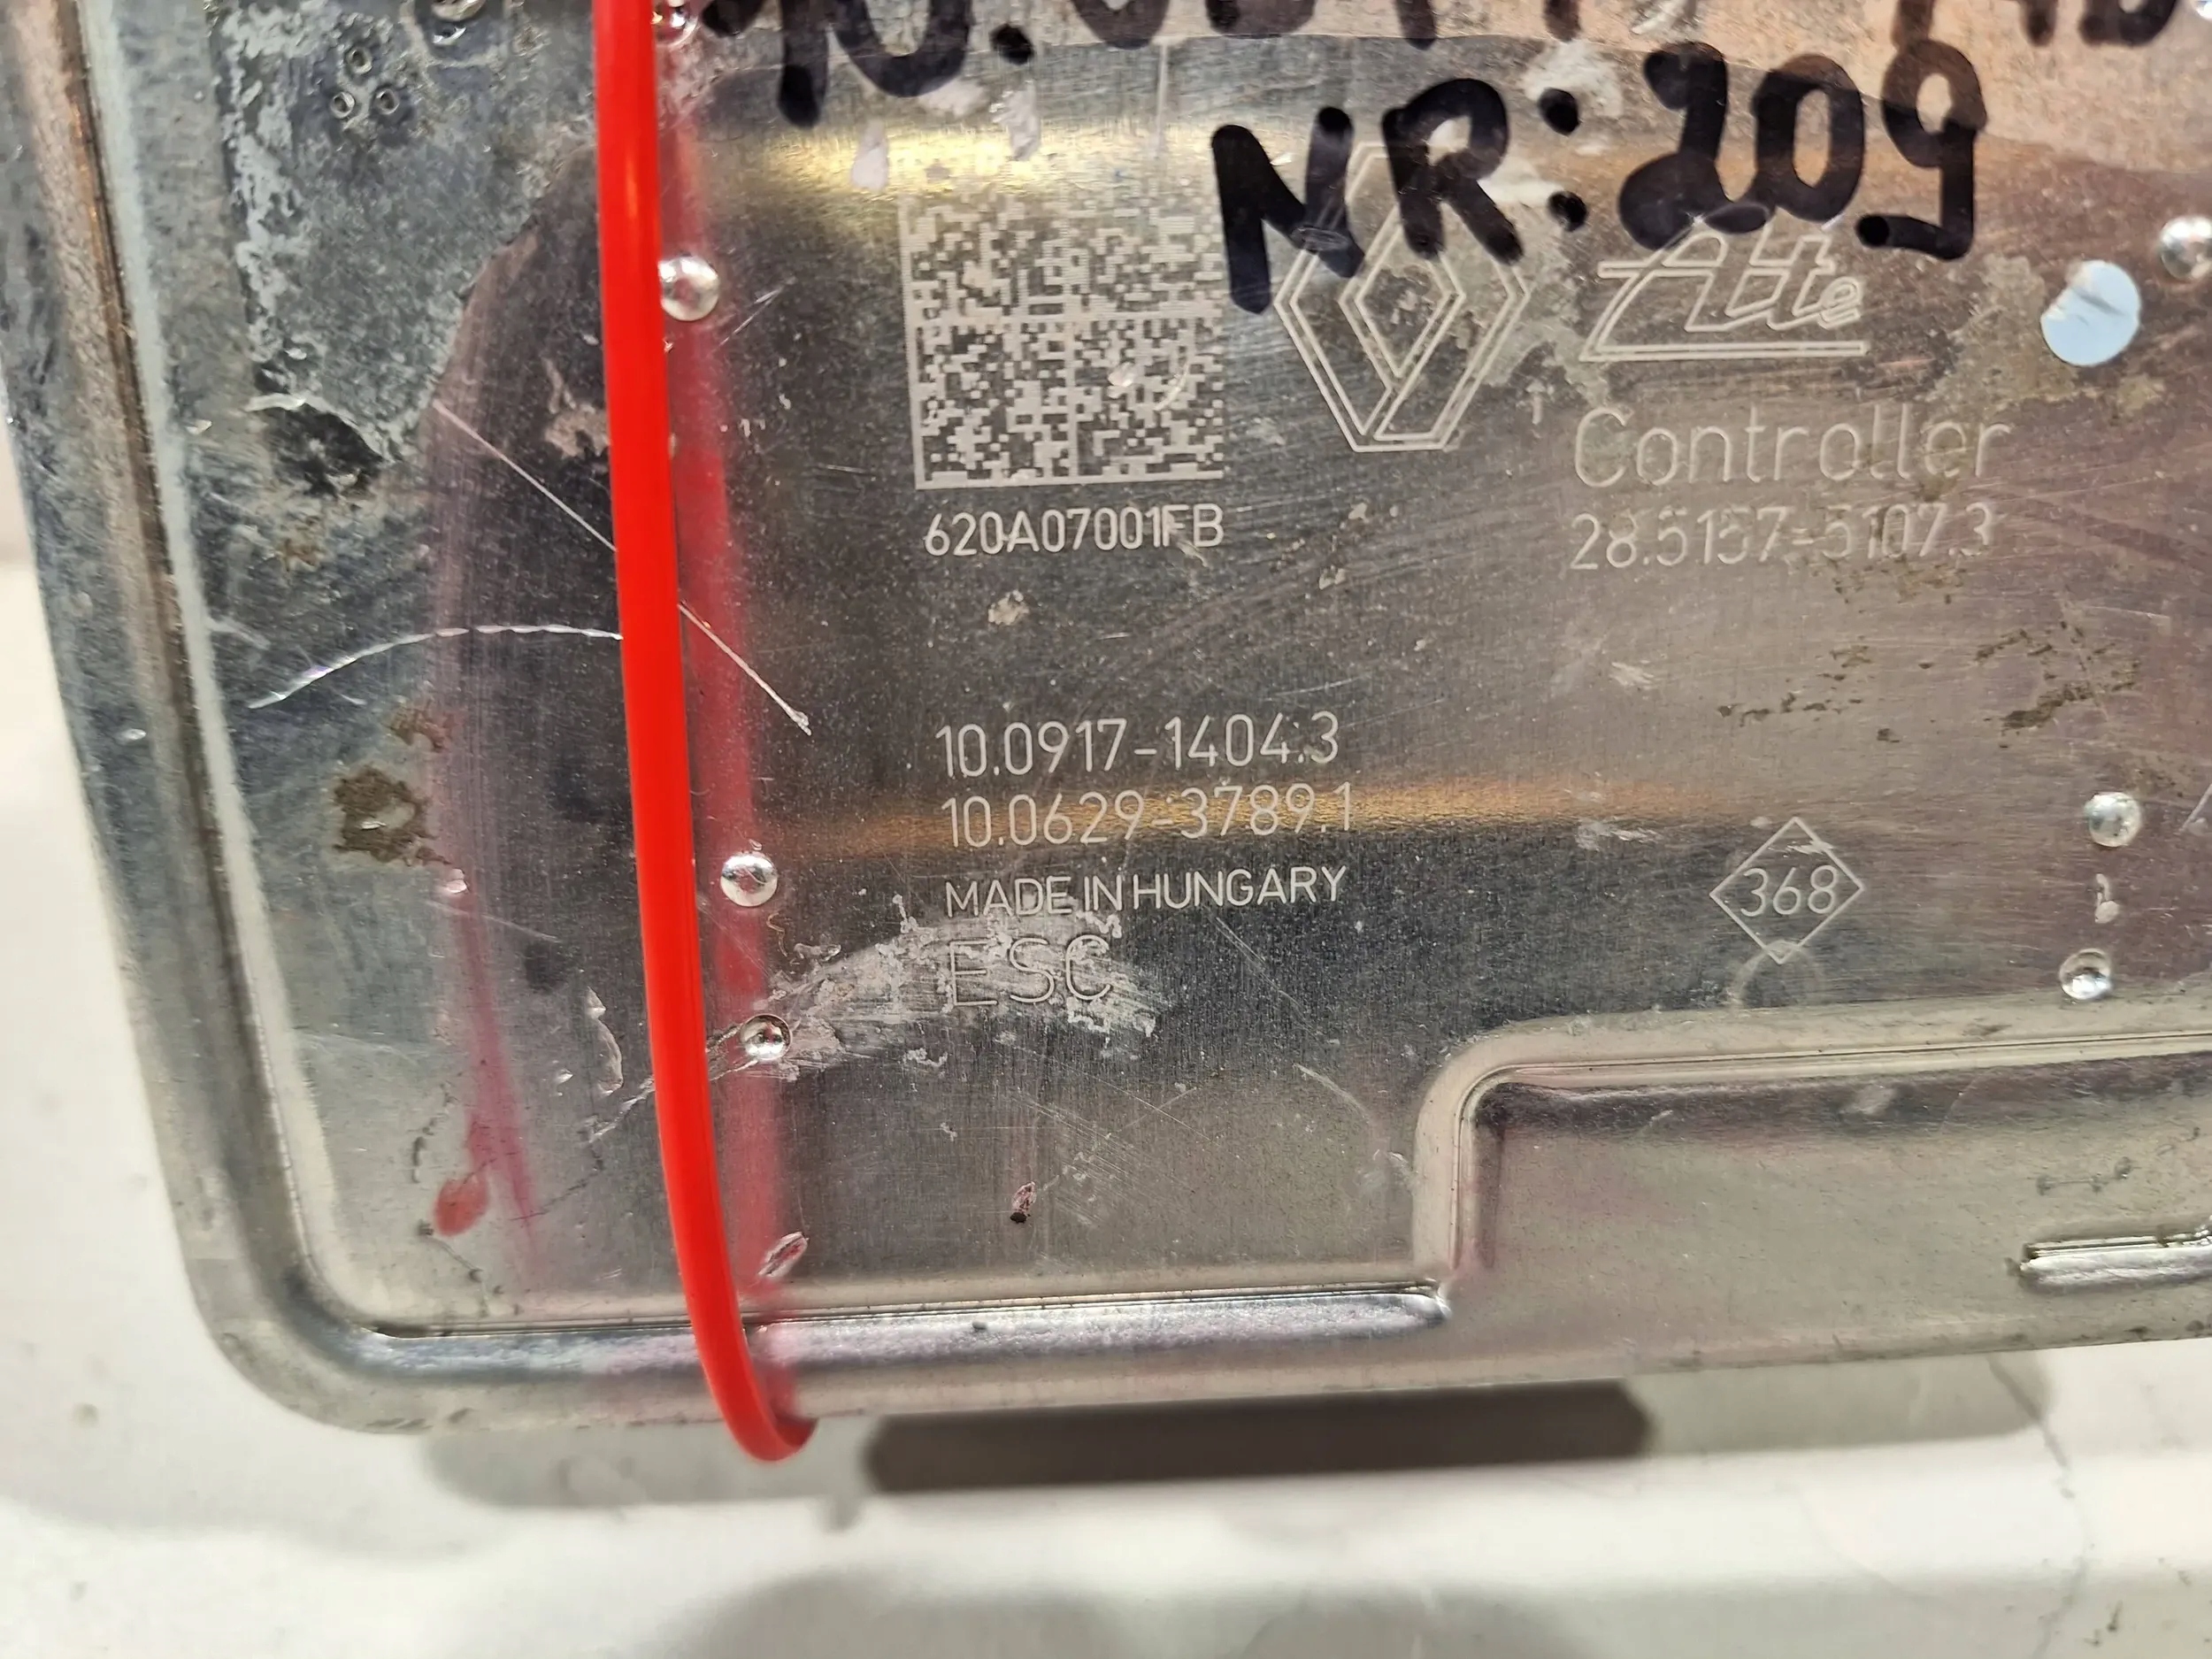 NR: 209
Ate
Controller
28.5157-5107.3
620A07001FB
10.0917-1404.3
10.0629-3789.1
MADE IN HUNGARY
368
ESC